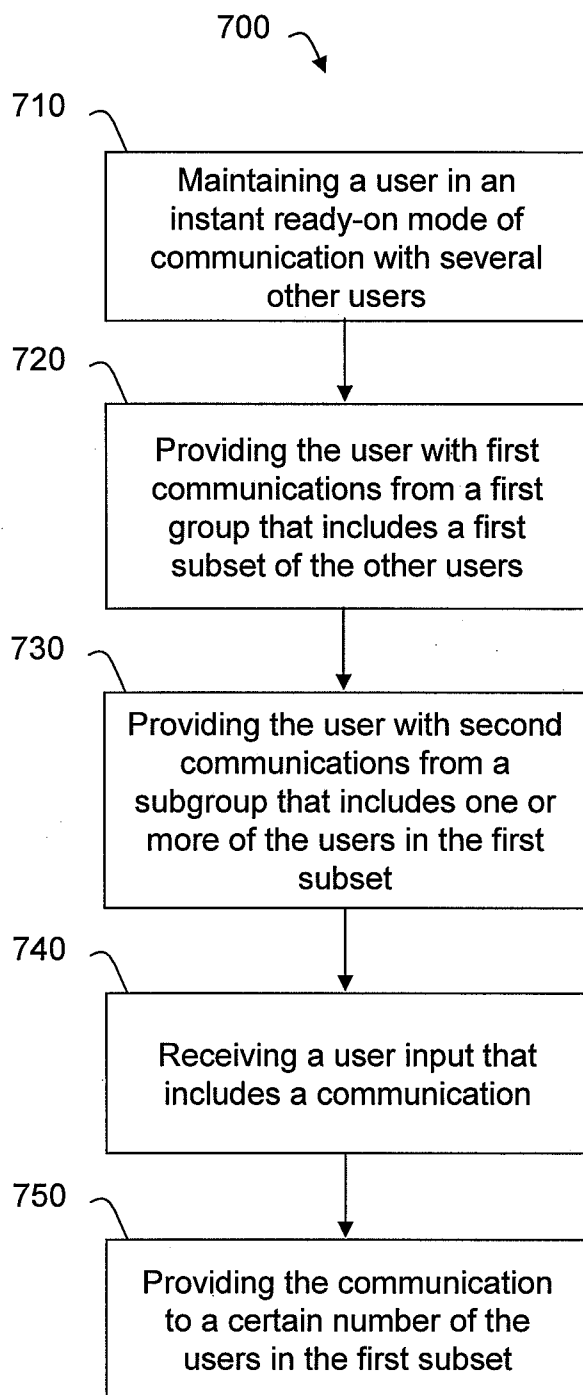 700
710
Maintaining a user in an
instant ready-on mode of
communication with several
other users
720
Providing the user with first
communications from a first
group that includes a first
subset of the other users
730
Providing the user with second
communications from a
subgroup that includes one or
more of the users in the first
subset
740
Receiving a user input that
includes a communication
750
Providing the communication
to a certain number of the
users in the first subset